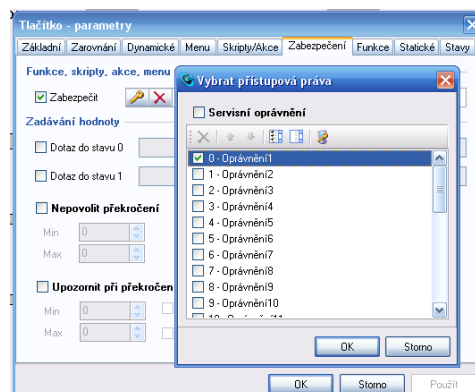 Tlačítko - parametry
Základní Zarovnání Dynamické Menu Skripty/Akce Zabezpečení Funkce Statické Stavy
Funkce, skripty, akce, menu
Zabezpečit
Zadávání hodnoty
Dotaz do stavu 0
Dotaz do stavu 1
Nepovolit překročení
Min 0
Max 0
Upozornit při překročen
Min 0
Max 0
Vybrat přístupová práva
Servisní oprávnění
0 - Oprávnění1
1 - Oprávnění2
2 - Oprávnění3
3 - Oprávnění4
4 - Oprávnění5
5 - Oprávnění6
6 - Oprávnění7
7 - Oprávnění8
8 - Oprávnění9
9 - Oprávnění10
10 - Oprávnění11
OK Storno
OK Storno Použít